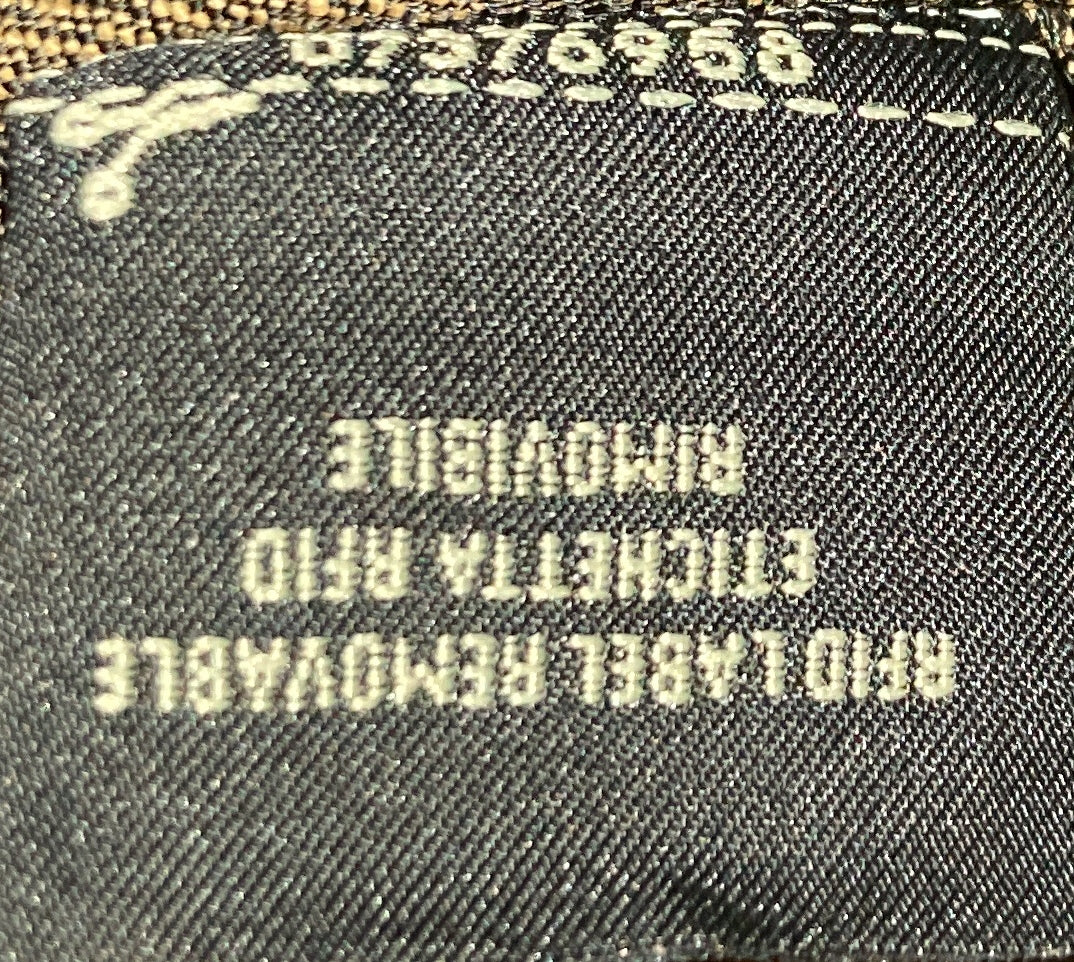 RFID LABEL REMOVABLE
ETICHETTA RFID
RIMOVIBILE